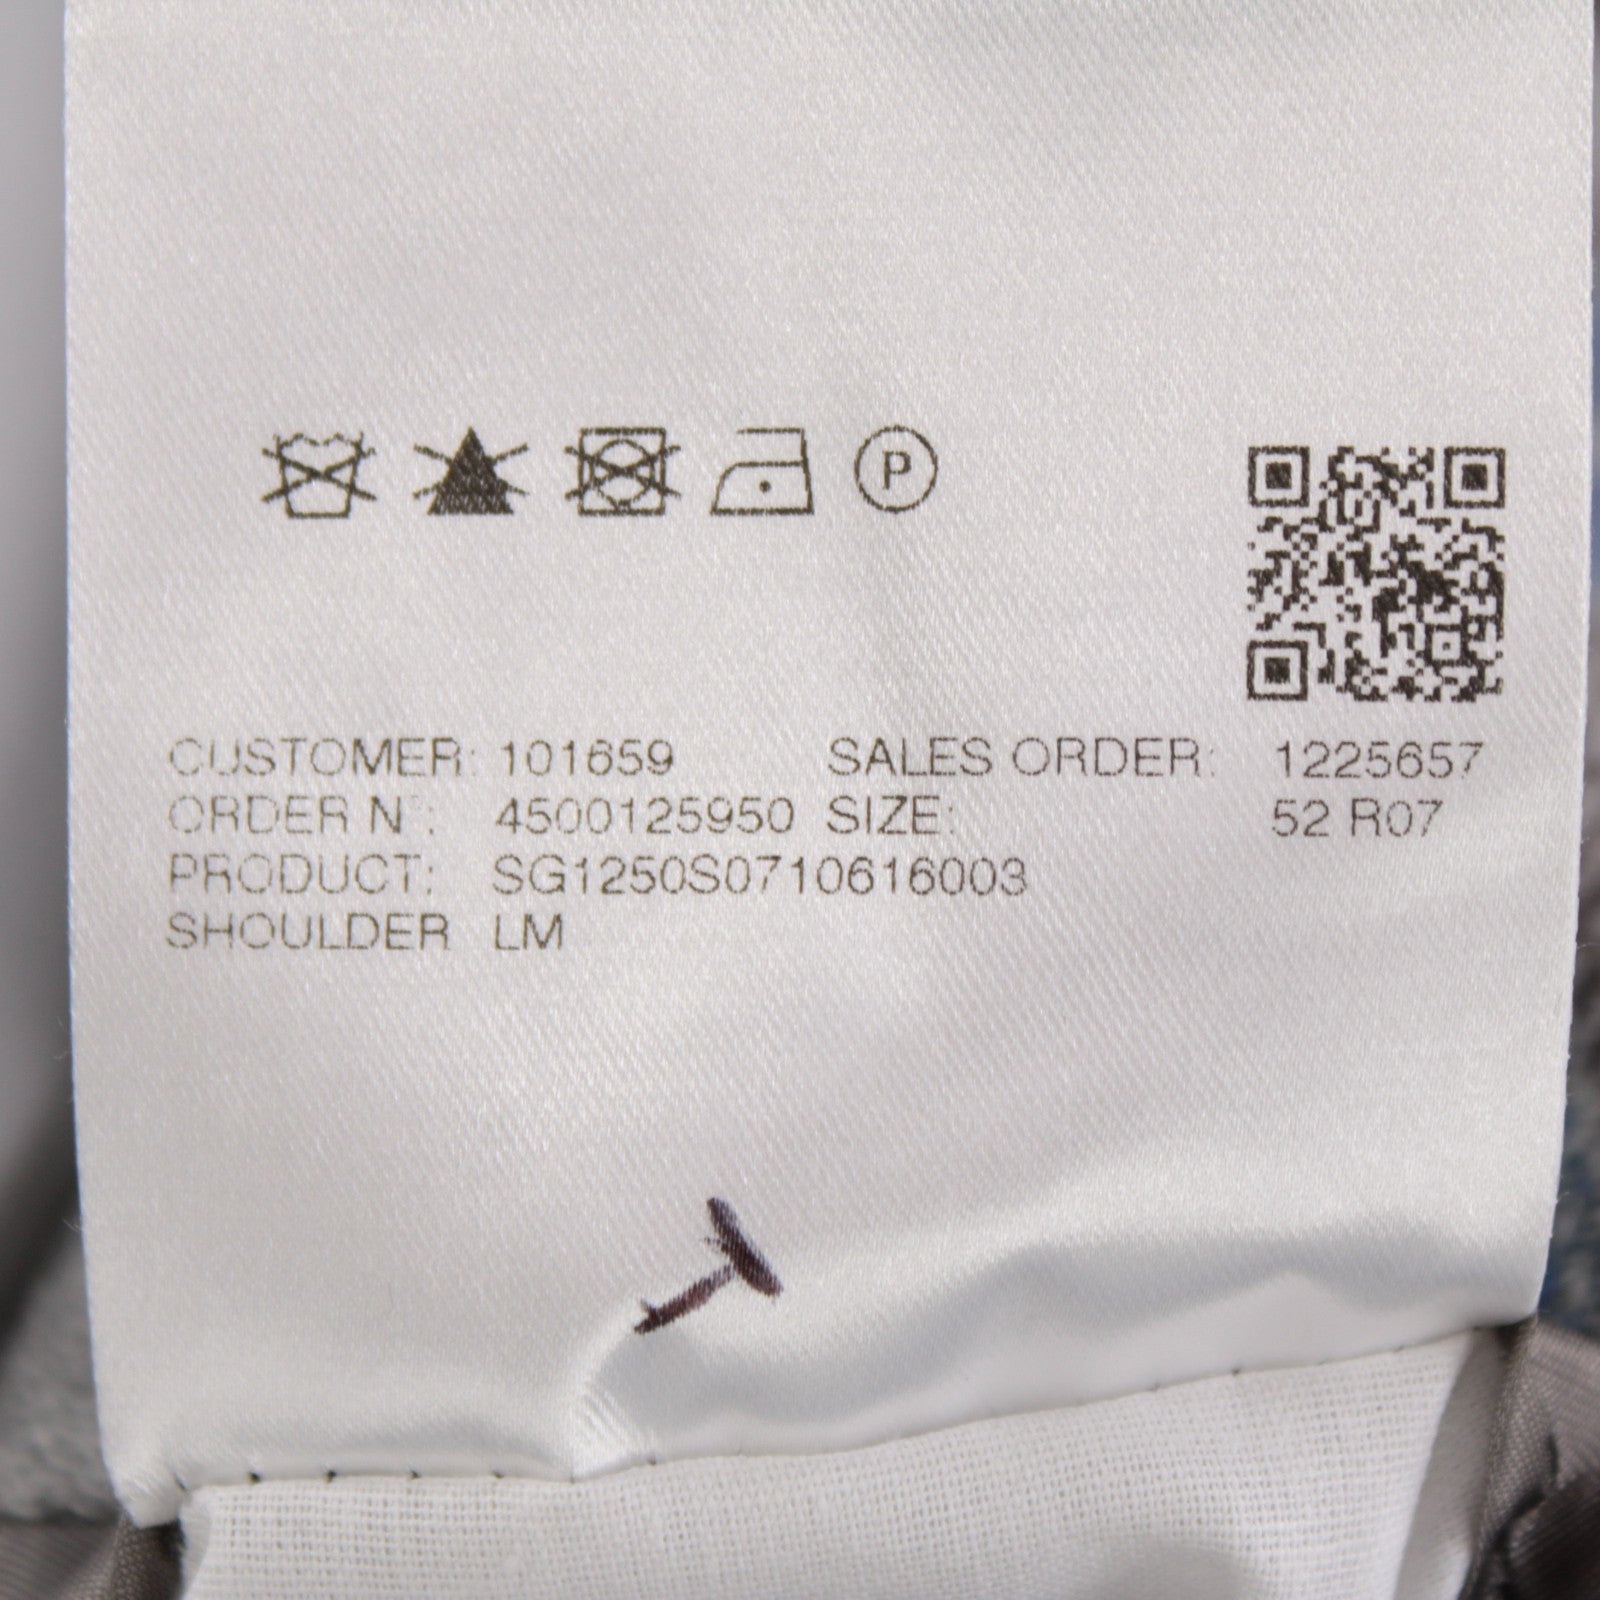 P
CUSTOMER: 101659 SALES ORDER: 1225657
ORDER N°: 4500125950 SIZE: 52 R07
PRODUCT: SG1250S0710616003
SHOULDER LM